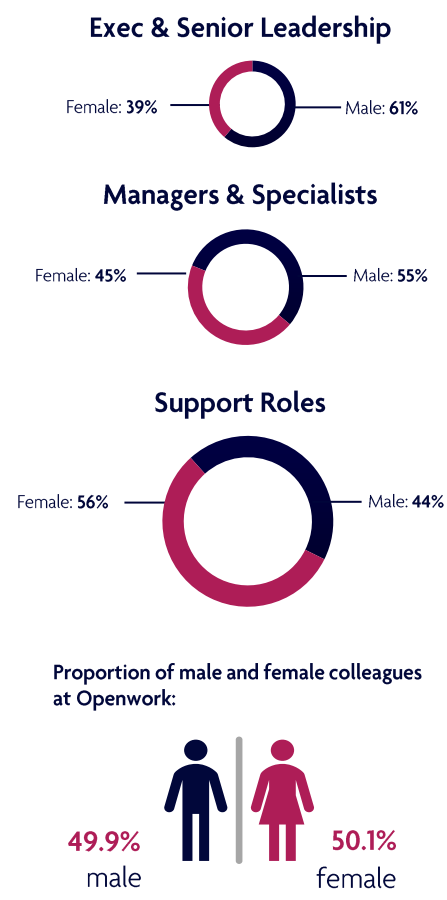 Exec & Senior Leadership
Female: 39%
Male: 61%
Managers & Specialists
Female: 45%
Male: 55%
Support Roles
Female: 56%
Male: 44%
Proportion of male and female colleagues
at Openwork:
49.9%
male
50.1%
female